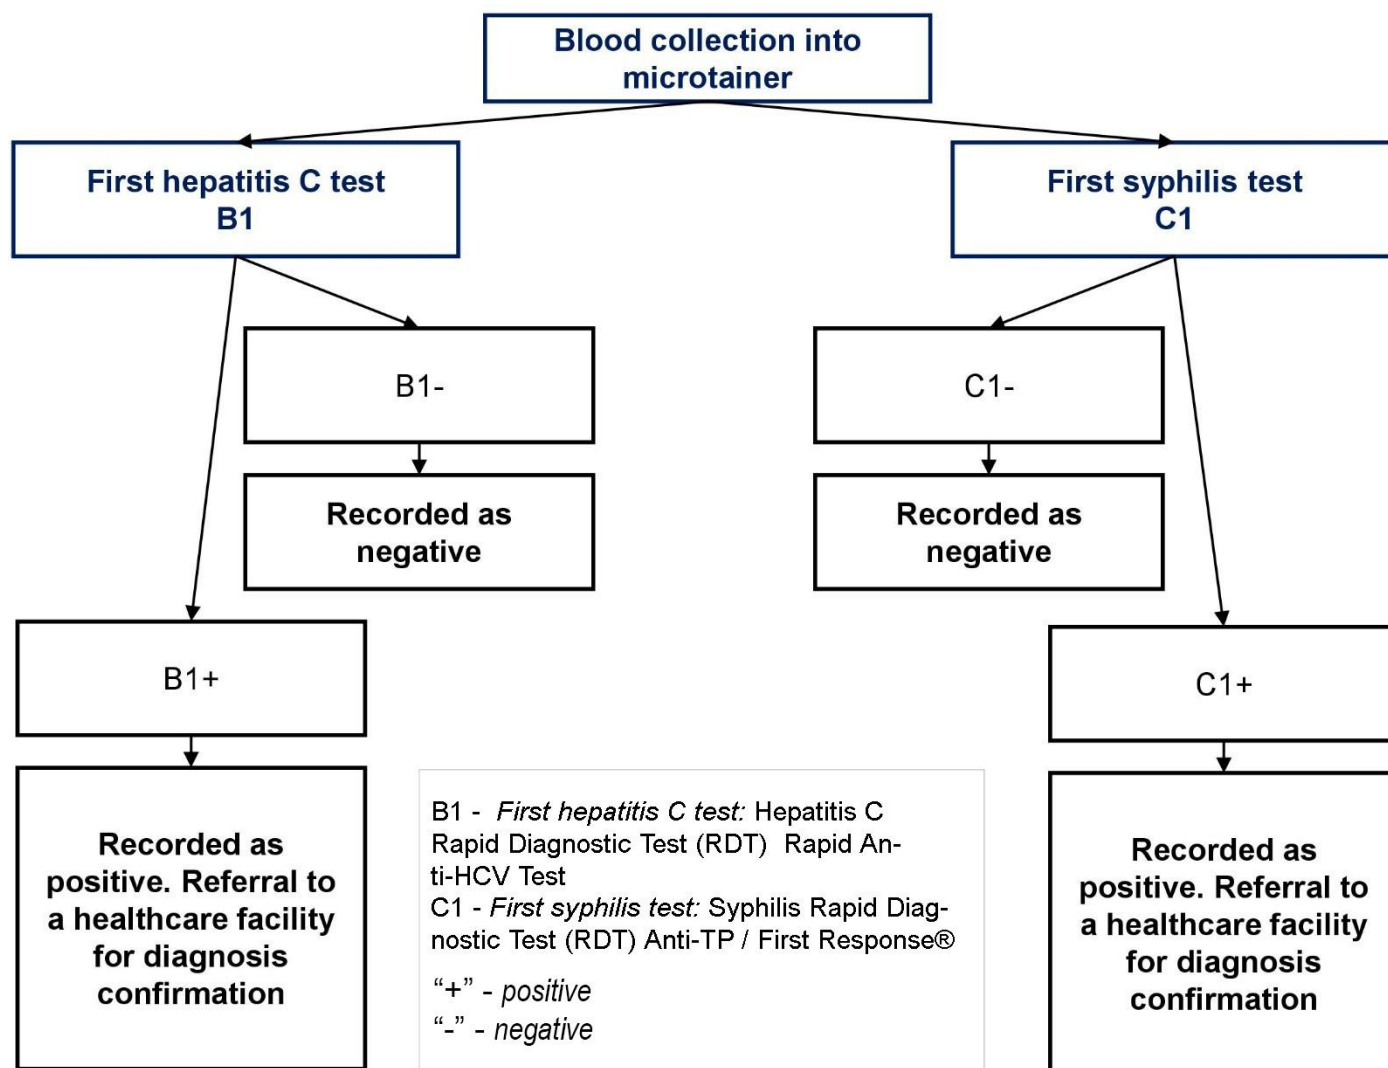 Blood collection into
microtainer
First hepatitis C test
B1
First syphilis test
C1
B1-
C1-
Recorded as
negative
Recorded as
negative
B1+
C1+
Recorded as
positive. Referral to
a healthcare facility
for diagnosis
confirmation
B1 - First hepatitis C test: Hepatitis C
Rapid Diagnostic Test (RDT)  Rapid An-
ti-HCV Test
C1 - First syphilis test: Syphilis Rapid Diag-
nostic Test (RDT) Anti-TP / First Response®
“+” - positive
“-” - negative
Recorded as
positive. Referral to
a healthcare facility
for diagnosis
confirmation